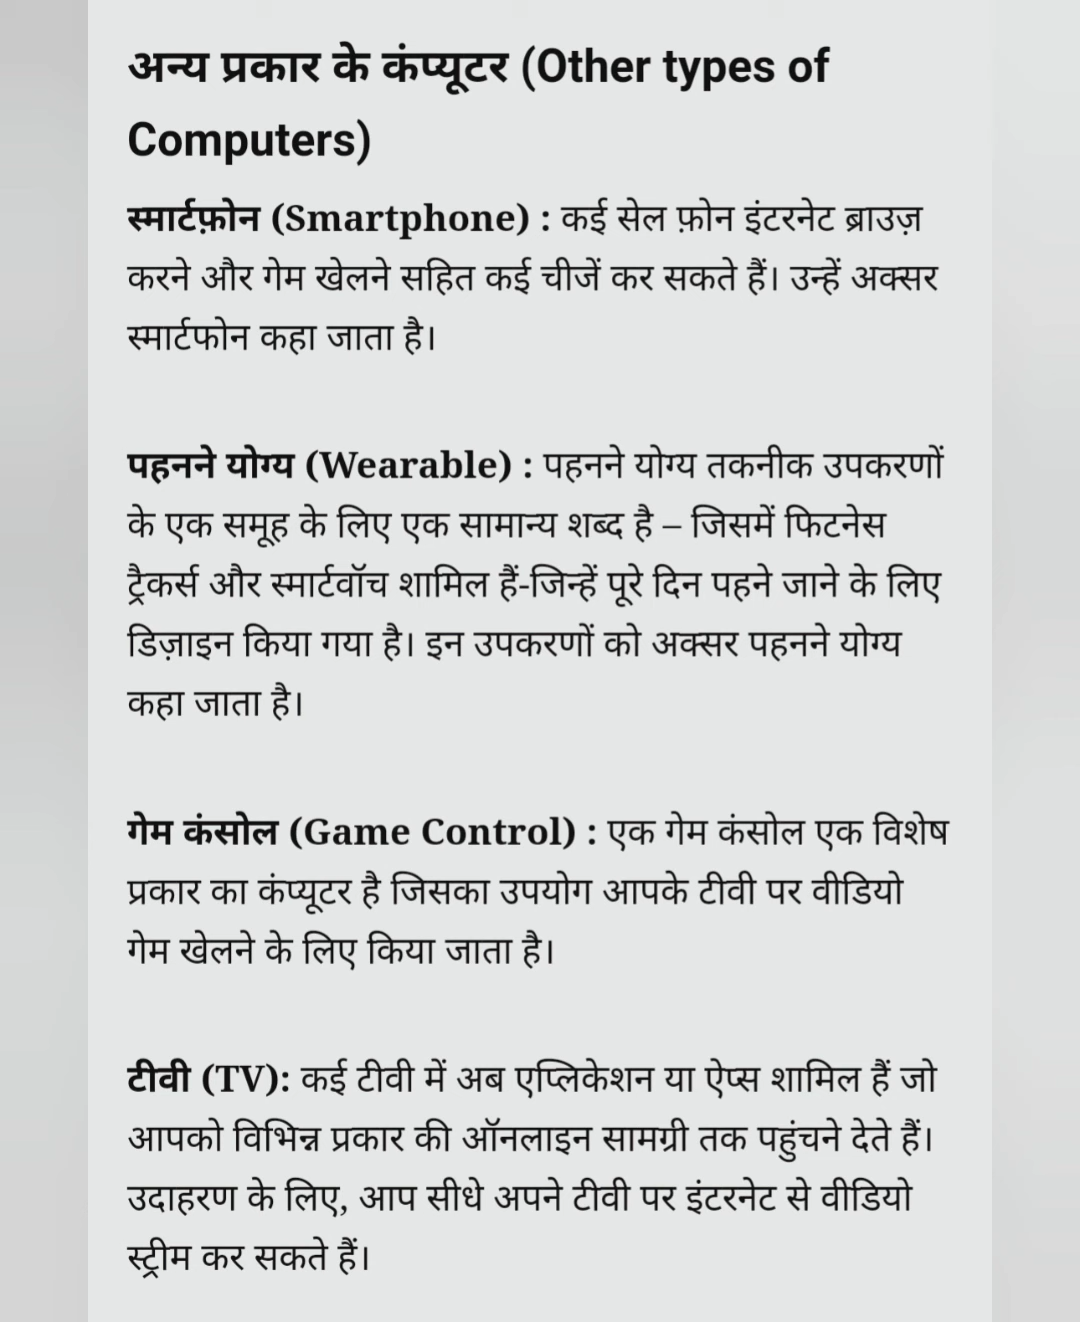 अन्य प्रकार के कंप्यूटर (Other types of
Computers)
स्मार्टफ़ोन (Smartphone) : कई सेल फ़ोन इंटरनेट ब्राउज़
करने और गेम खेलने सहित कई चीजें कर सकते हैं। उन्हें अक्सर
स्मार्टफोन कहा जाता है।
पहनने योग्य (Wearable) : पहनने योग्य तकनीक उपकरणों
के एक समूह के लिए एक सामान्य शब्द है – जिसमें फिटनेस
ट्रैकर्स और स्मार्टवॉच शामिल हैं-जिन्हें पूरे दिन पहने जाने के लिए
डिज़ाइन किया गया है। इन उपकरणों को अक्सर पहनने योग्य
कहा जाता है।
गेम कंसोल (Game Control) : एक गेम कंसोल एक विशेष
प्रकार का कंप्यूटर है जिसका उपयोग आपके टीवी पर वीडियो
गेम खेलने के लिए किया जाता है।
टीवी (TV): कई टीवी में अब एप्लिकेशन या ऐप्स शामिल हैं जो
आपको विभिन्न प्रकार की ऑनलाइन सामग्री तक पहुंचने देते हैं।
उदाहरण के लिए, आप सीधे अपने टीवी पर इंटरनेट से वीडियो
स्ट्रीम कर सकते हैं।